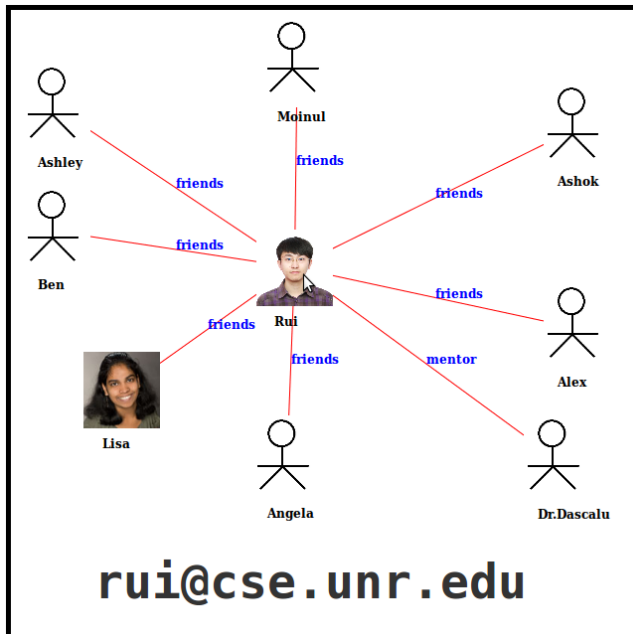 Moinul
Ashley
friends
friends
friends
Ashok
Ben
friends
friends
Rui
friends
friends
mentor
Alex
Lisa
Angela
Dr.Dascalu
rui@cse.unr.edu